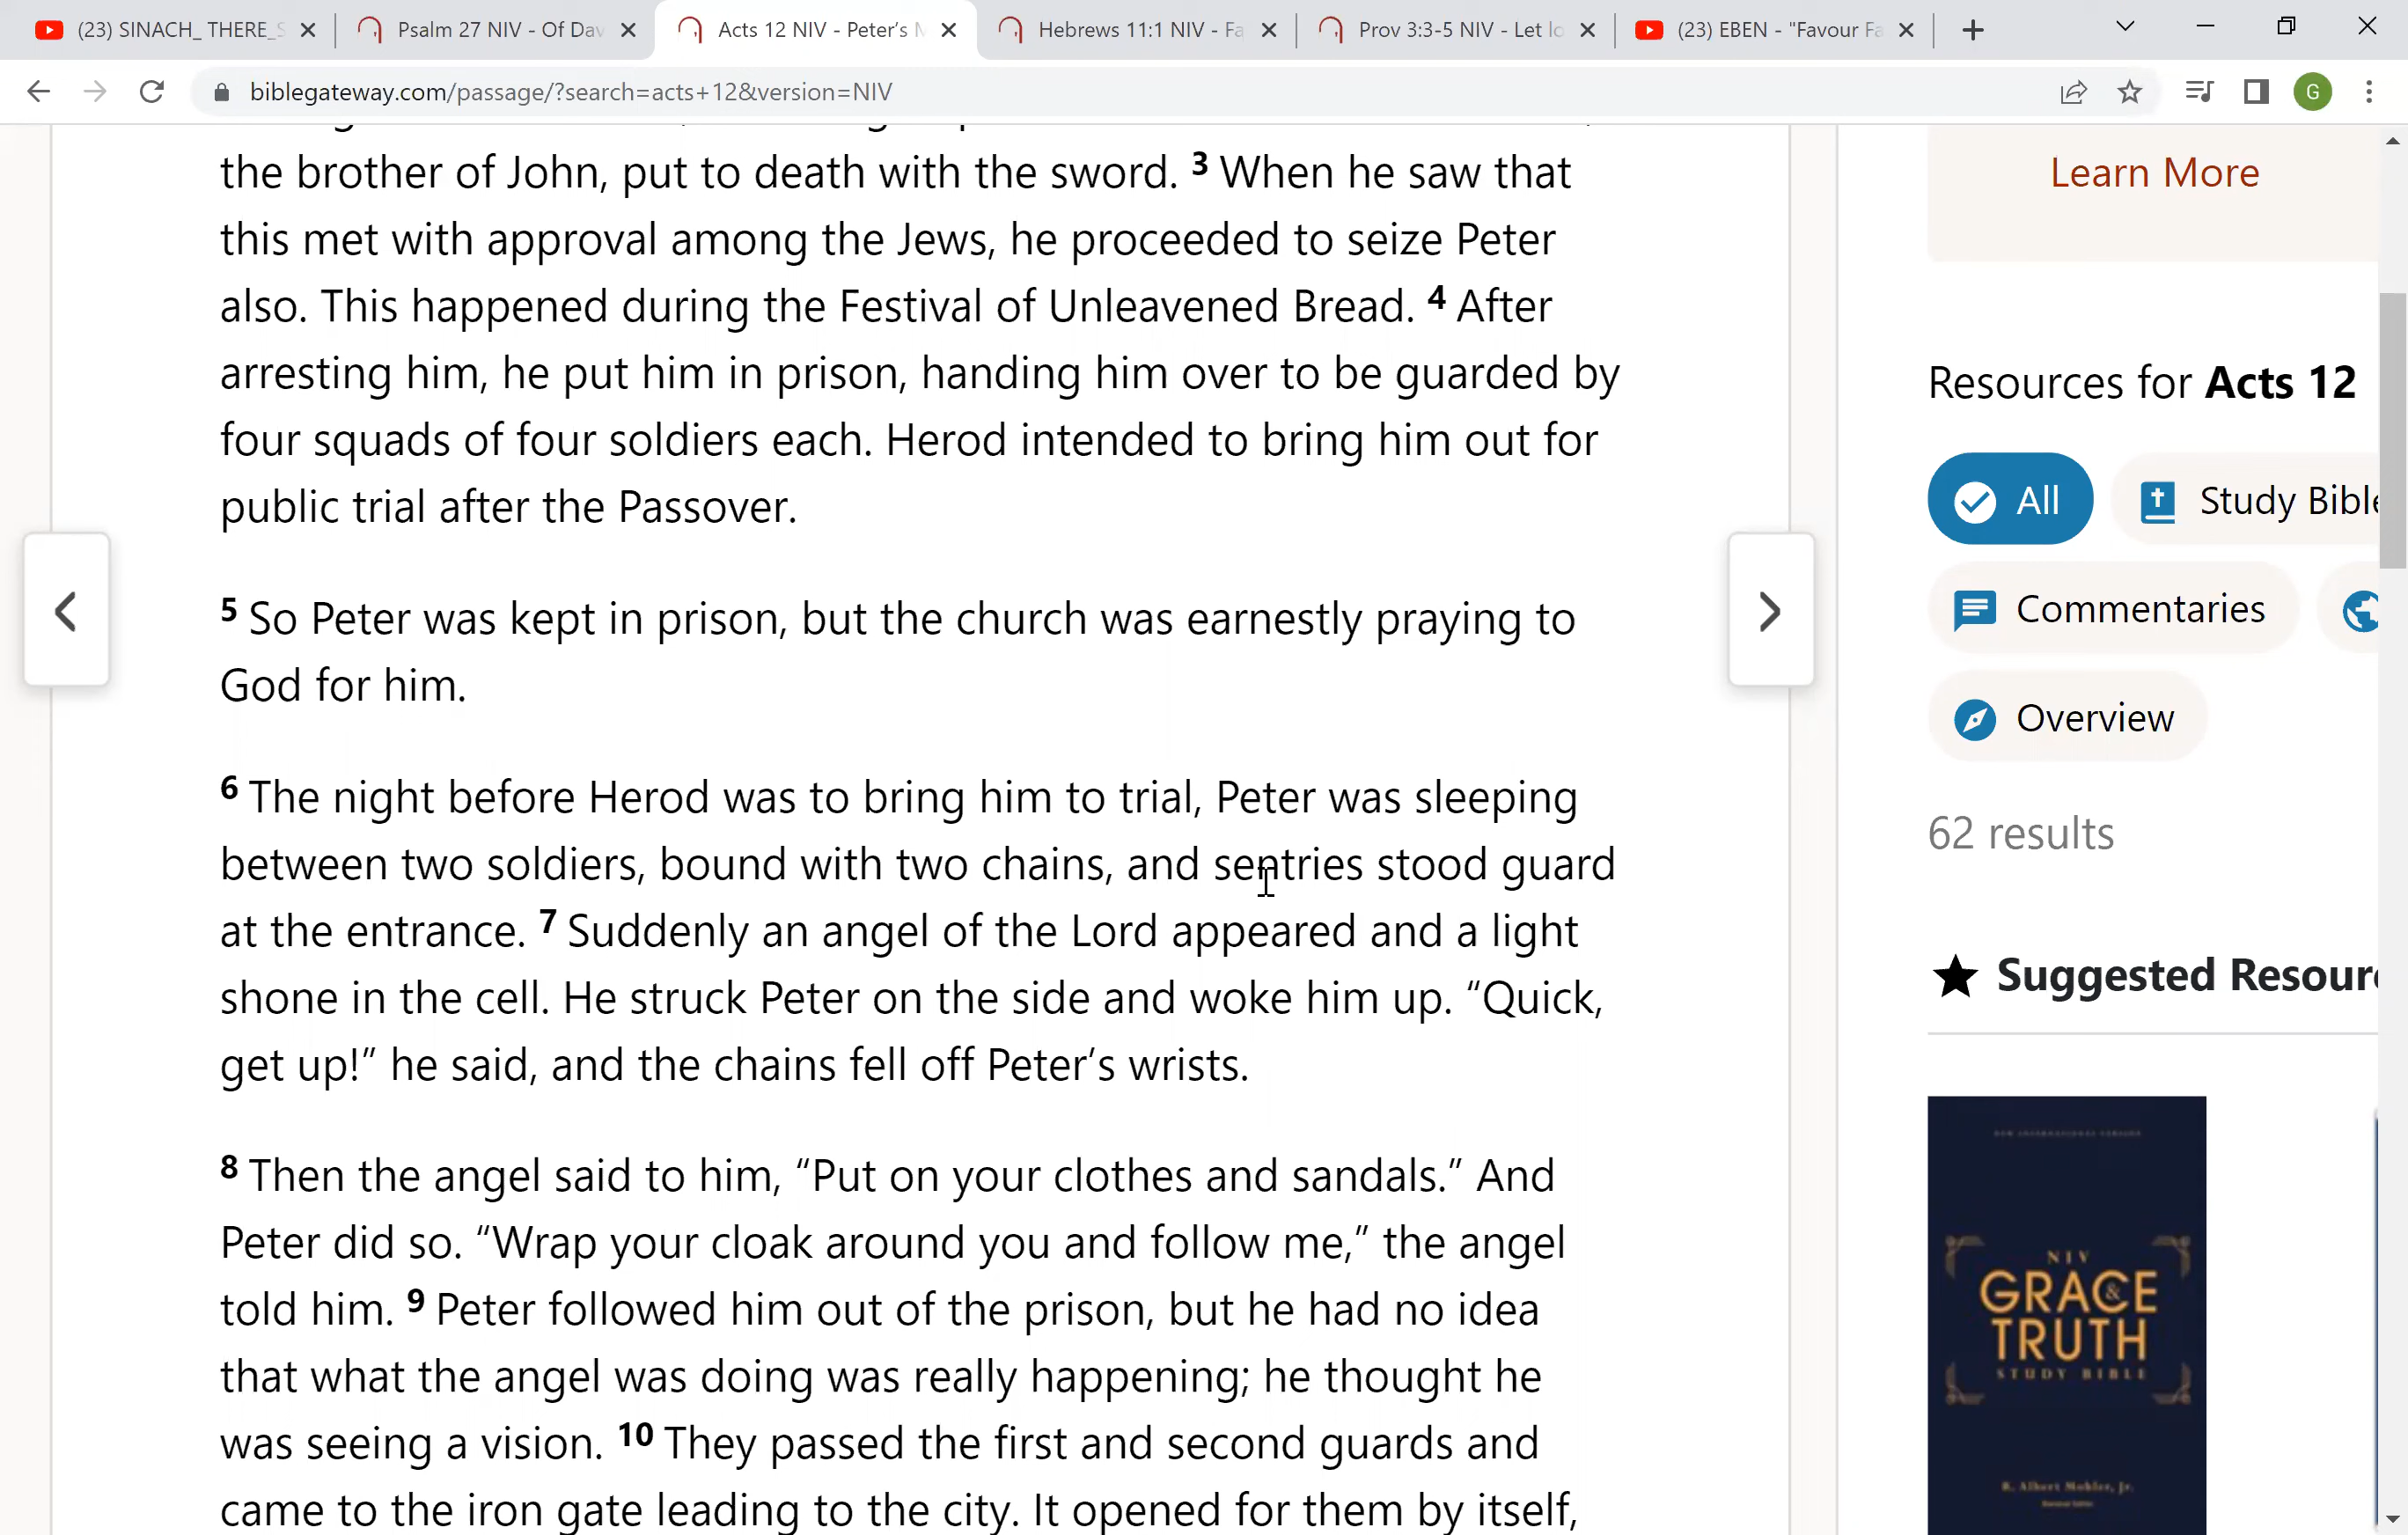 (23) SINACH_ THERE_S
Psalm 27 NIV - Of Dav
Acts 12 NIV - Peter's M
Hebrews 11:1 NIV - Fa
Prov 3:3-5 NIV - Let lo
(23) EBEN - "Favour Fa
biblegateway.com/passage/?search=acts+12&version=NIV
G
the brother of John, put to death with the sword. 3 When he saw that
this met with approval among the Jews, he proceeded to seize Peter
also. This happened during the Festival of Unleavened Bread. 4 After
arresting him, he put him in prison, handing him over to be guarded by
four squads of four soldiers each. Herod intended to bring him out for
public trial after the Passover.
5 So Peter was kept in prison, but the church was earnestly praying to
God for him.
6 The night before Herod was to bring him to trial, Peter was sleeping
between two soldiers, bound with two chains, and sentries stood guard
at the entrance. 7 Suddenly an angel of the Lord appeared and a light
shone in the cell. He struck Peter on the side and woke him up. “Quick,
get up!” he said, and the chains fell off Peter’s wrists.
8 Then the angel said to him, “Put on your clothes and sandals.” And
Peter did so. “Wrap your cloak around you and follow me,” the angel
told him. 9 Peter followed him out of the prison, but he had no idea
that what the angel was doing was really happening; he thought he
was seeing a vision. 10 They passed the first and second guards and
came to the iron gate leading to the city. It opened for them by itself,
Learn More
Resources for Acts 12
All
Study Bible
Commentaries
Overview
62 results
Suggested Resour
NIV
GRACE
&
TRUTH
STUDY BIBLE
R. Albert Mohler, Jr.